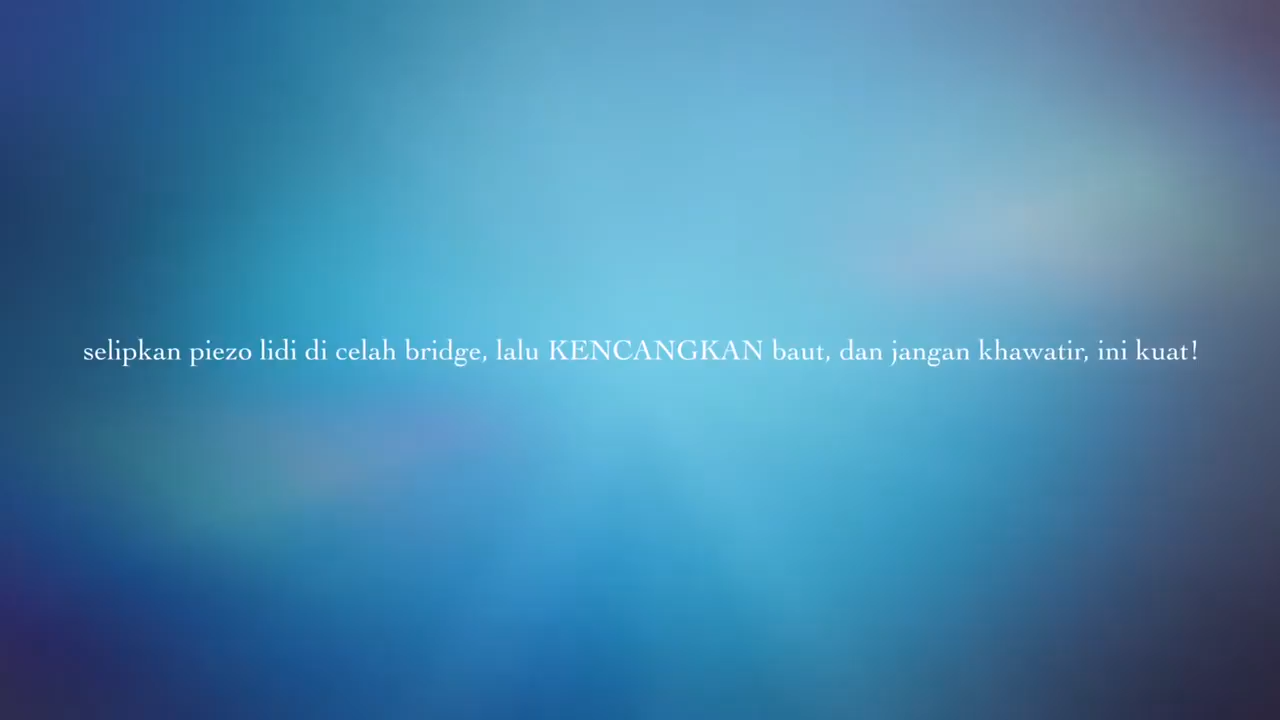 selipkan piezo lidi di celah bridge, lalu KENCANGKAN baut, dan jangan khawatir, ini kuat!